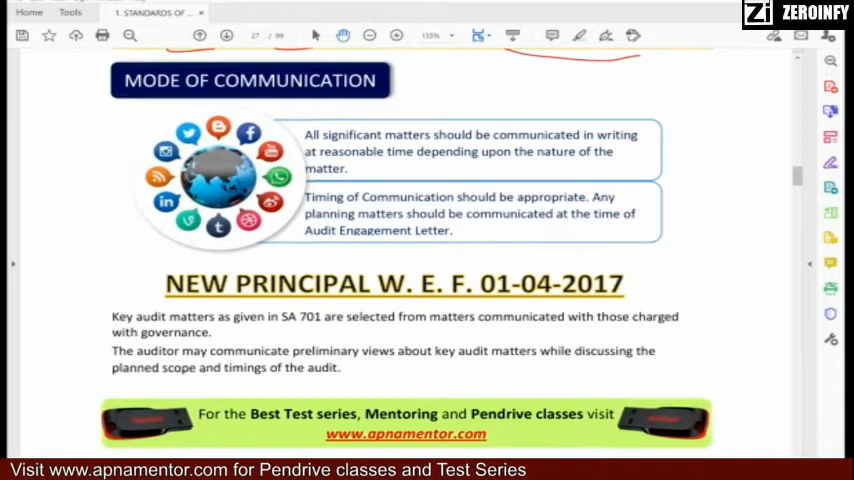 Zi ZEROINFY
Home Tools 1. STANDARDS OF ... ×
27 / 99 135%
MODE OF COMMUNICATION
All significant matters should be communicated in writing
at reasonable time depending upon the nature of the
matter.
Timing of Communication should be appropriate. Any
planning matters should be communicated at the time of
Audit Engagement Letter.
NEW PRINCIPAL W. E. F. 01-04-2017
Key audit matters as given in SA 701 are selected from matters communicated with those charged
with governance.
The auditor may communicate preliminary views about key audit matters while discussing the
planned scope and timings of the audit.
For the Best Test series, Mentoring and Pendrive classes visit
www.apnamentor.com
Visit www.apnamentor.com for Pendrive classes and Test Series